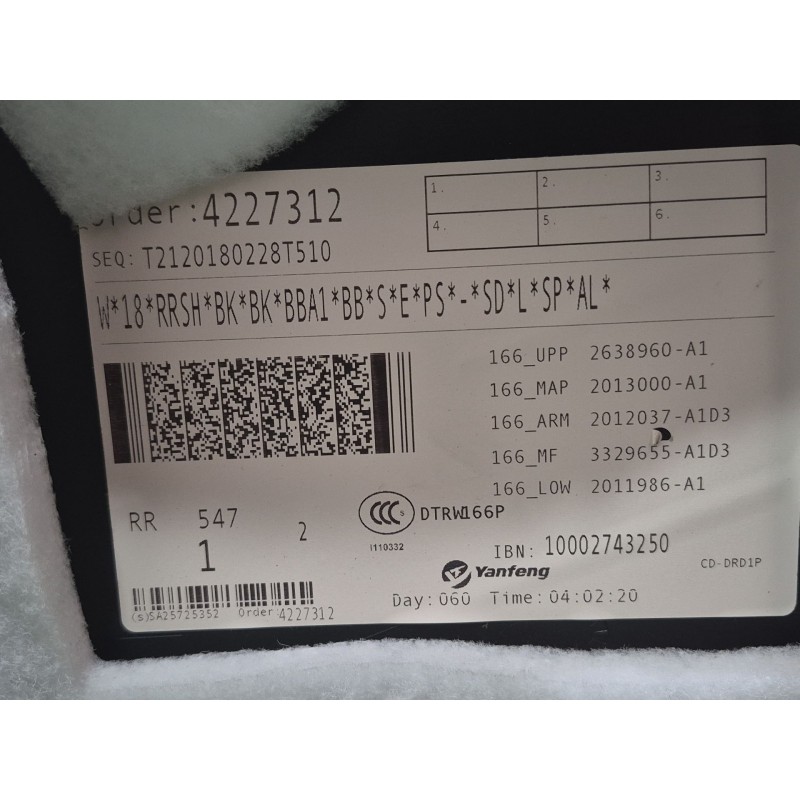 Order:4227312
1. 2. 3.
4. 5. 6.
SEQ: T2120180228T510
W*18*RRSH*BK*BK*BBA1*BB*S*E*PS*-*SD*L*SP*AL*
166_UPP 2638960-A1
166_MAP 2013000-A1
166_ARM 2012037-A1D3
166_MF 3329655-A1D3
166_LOW 2011986-A1
RR 547 2
1
CCC S DTRW166P
I110332
IBN: 10002743250
Yanfeng
CD-DRD1P
Day:060 Time:04:02:20
(s)SA25725352 Order:4227312